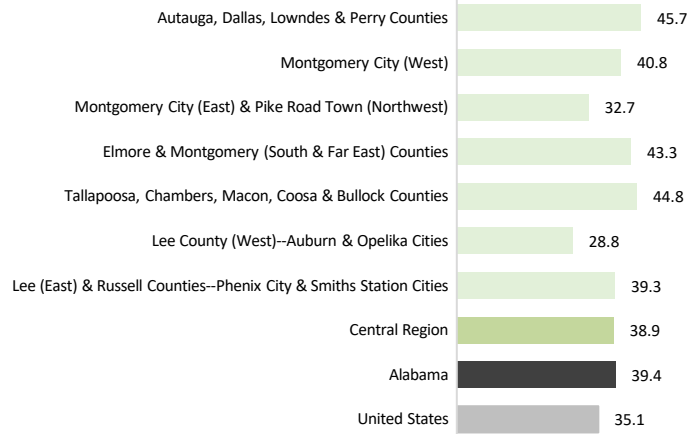 Autauga, Dallas, Lowndes & Perry Counties 45.7
Montgomery City (West) 40.8
Montgomery City (East) & Pike Road Town (Northwest) 32.7
Elmore & Montgomery (South & Far East) Counties 43.3
Tallapoosa, Chambers, Macon, Coosa & Bullock Counties 44.8
Lee County (West)--Auburn & Opelika Cities 28.8
Lee (East) & Russell Counties--Phenix City & Smiths Station Cities 39.3
Central Region 38.9
Alabama 39.4
United States 35.1